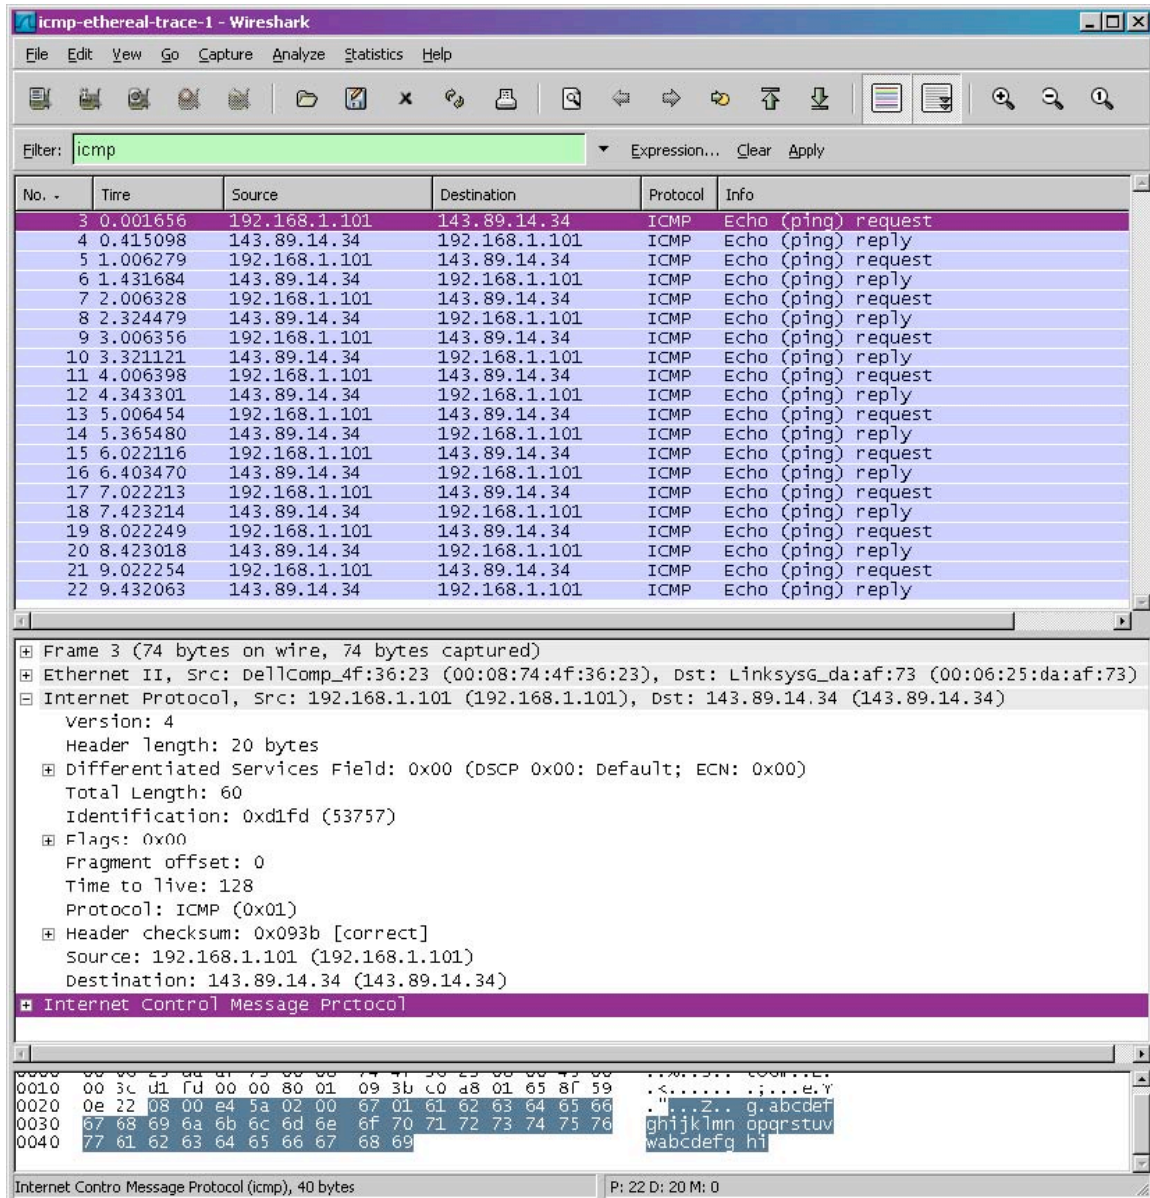 icmp-ethereal-trace-1 - Wireshark
File Edit View Go Capture Analyze Statistics Help
Filter: icmp Expression... Clear Apply
No. - Time Source Destination Protocol Info
3 0.001656 192.168.1.101 143.89.14.34 ICMP Echo (ping) request
4 0.415098 143.89.14.34 192.168.1.101 ICMP Echo (ping) reply
5 1.006279 192.168.1.101 143.89.14.34 ICMP Echo (ping) request
6 1.431684 143.89.14.34 192.168.1.101 ICMP Echo (ping) reply
7 2.006328 192.168.1.101 143.89.14.34 ICMP Echo (ping) request
8 2.324479 143.89.14.34 192.168.1.101 ICMP Echo (ping) reply
9 3.006356 192.168.1.101 143.89.14.34 ICMP Echo (ping) request
10 3.321121 143.89.14.34 192.168.1.101 ICMP Echo (ping) reply
11 4.006398 192.168.1.101 143.89.14.34 ICMP Echo (ping) request
12 4.343301 143.89.14.34 192.168.1.101 ICMP Echo (ping) reply
13 5.006454 192.168.1.101 143.89.14.34 ICMP Echo (ping) request
14 5.365480 143.89.14.34 192.168.1.101 ICMP Echo (ping) reply
15 6.022116 192.168.1.101 143.89.14.34 ICMP Echo (ping) request
16 6.403470 143.89.14.34 192.168.1.101 ICMP Echo (ping) reply
17 7.022213 192.168.1.101 143.89.14.34 ICMP Echo (ping) request
18 7.423214 143.89.14.34 192.168.1.101 ICMP Echo (ping) reply
19 8.022249 192.168.1.101 143.89.14.34 ICMP Echo (ping) request
20 8.423018 143.89.14.34 192.168.1.101 ICMP Echo (ping) reply
21 9.022254 192.168.1.101 143.89.14.34 ICMP Echo (ping) request
22 9.432063 143.89.14.34 192.168.1.101 ICMP Echo (ping) reply
Frame 3 (74 bytes on wire, 74 bytes captured)
Ethernet II, Src: DellComp_4f:36:23 (00:08:74:4f:36:23), Dst: LinksysG_da:af:73 (00:06:25:da:af:73)
Internet Protocol, Src: 192.168.1.101 (192.168.1.101), Dst: 143.89.14.34 (143.89.14.34)
Version: 4
Header length: 20 bytes
Differentiated Services Field: 0x00 (DSCP 0x00: Default; ECN: 0x00)
Total Length: 60
Identification: 0xd1fd (53757)
Flags: 0x00
Fragment offset: 0
Time to live: 128
Protocol: ICMP (0x01)
Header checksum: 0x093b [correct]
Source: 192.168.1.101 (192.168.1.101)
Destination: 143.89.14.34 (143.89.14.34)
Internet Control Message Protocol
0010 00 3c d1 fd 00 00 80 01 09 3b c0 a8 01 65 8f 59 .<...... .;...e.Y
0020 0e 22 08 00 e4 5a 02 00 67 01 61 62 63 64 65 66 ."...Z.. g.abcdef
0030 67 68 69 6a 6b 6c 6d 6e 6f 70 71 72 73 74 75 76 ghijklmn opqrstuv
0040 77 61 62 63 64 65 66 67 68 69 wabcdefg hi
Internet Contro Message Protocol (icmp), 40 bytes P: 22 D: 20 M: 0